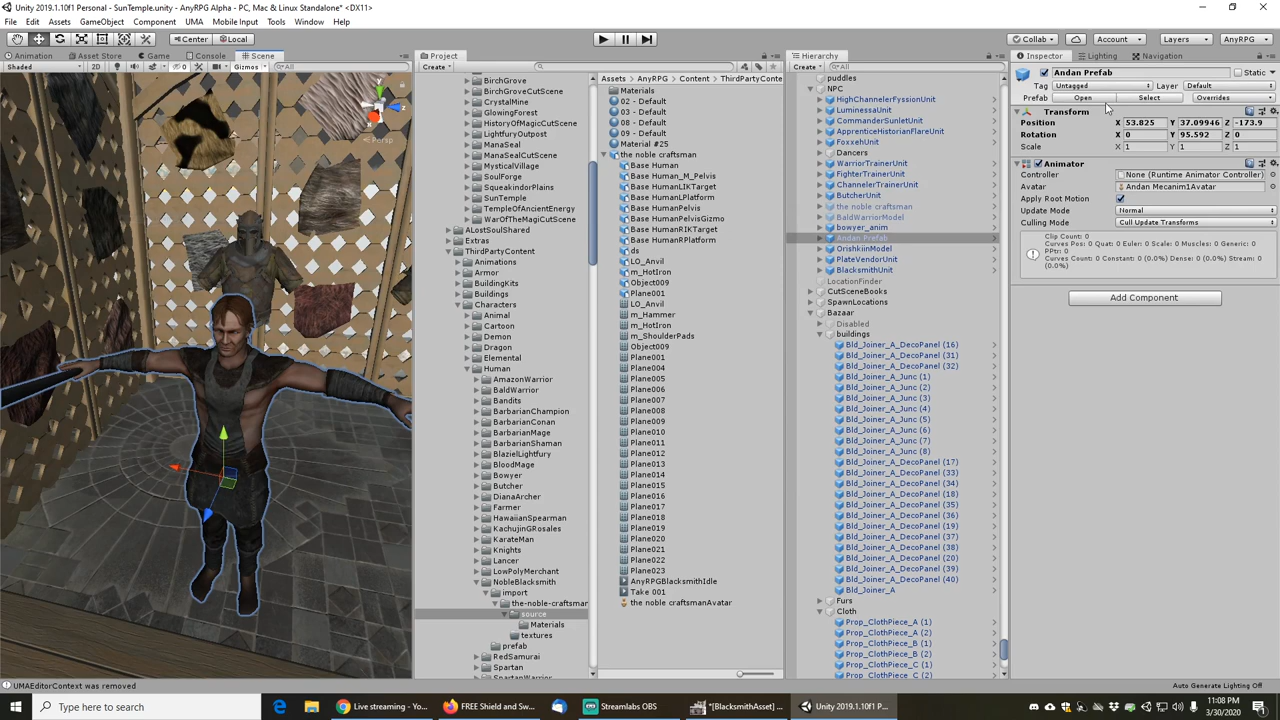 Unity 2019.1.10f1 Personal - SunTemple.unity - AnyRPG Alpha - PC, Mac & Linux Standalone* <DX11>
File Edit Assets GameObject Component UMA Mobile Input Tools Window Help
Center Local Collab Account Layers AnyRPG
Animation Asset Store Game Console Scene
Shaded 2D 0 Gizmos All
Persp
Project
Create
BirchGrove
BirchGroveCutScene
CrystalMine
GlowingForest
HistoryOfMagicCutScene
LightfuryOutpost
ManaSeal
ManaSealCutScene
MysticalVillage
SoulForge
SqueakindorPlains
SunTemple
TempleOfAncientEnergy
WarOfTheMagiCutScene
ALostSoulShared
Extras
ThirdPartyContent
Animations
Armor
BuildingKits
Buildings
Characters
Animal
Cartoon
Demon
Dragon
Elemental
Human
AmazonWarrior
BaldWarrior
Bandits
BarbarianChampion
BarbarianConan
BarbarianMage
BarbarianShaman
BlazielLightfury
BloodMage
Bowyer
Butcher
DianaArcher
Farmer
HawaiianSpearman
KachujinGRosales
KarateMan
Knights
Lancer
LowPolyMerchant
NobleBlacksmith
import
the-noble-craftsman
source
Materials
textures
prefab
RedSamurai
Spartan
SpartanWarrior
Assets AnyRPG Content ThirdPartyConte
Materials
02 - Default
03 - Default
08 - Default
09 - Default
Material #25
the noble craftsman
Base Human
Base Human_M_Pelvis
Base HumanLIKTarget
Base HumanLPlatform
Base HumanPelvis
Base HumanPelvisGizmo
Base HumanRIKTarget
Base HumanRPlatform
ds
LO_Anvil
m_HotIron
Object009
Plane001
LO_Anvil
m_Hammer
m_HotIron
m_ShoulderPads
Object009
Plane001
Plane004
Plane005
Plane006
Plane007
Plane008
Plane009
Plane010
Plane011
Plane012
Plane013
Plane014
Plane015
Plane016
Plane017
Plane018
Plane019
Plane020
Plane021
Plane022
Plane023
AnyRPGBlacksmithIdle
Take 001
the noble craftsmanAvatar
Hierarchy
Create All
puddles
NPC
HighChannelerFyssionUnit
LuminessaUnit
CommanderSunletUnit
ApprenticeHistorianFlareUnit
FoxxehUnit
Dancers
WarriorTrainerUnit
FighterTrainerUnit
ChannelerTrainerUnit
ButcherUnit
the noble craftsman
BaldWarriorModel
bowyer_anim
Andan Prefab
OrishkiinModel
PlateVendorUnit
BlacksmithUnit
LocationFinder
CutSceneBooks
SpawnLocations
Bazaar
Disabled
buildings
Bld_Joiner_A_DecoPanel (16)
Bld_Joiner_A_DecoPanel (31)
Bld_Joiner_A_DecoPanel (32)
Bld_Joiner_A_Junc (1)
Bld_Joiner_A_Junc (2)
Bld_Joiner_A_Junc (3)
Bld_Joiner_A_Junc (4)
Bld_Joiner_A_Junc (5)
Bld_Joiner_A_Junc (6)
Bld_Joiner_A_Junc (7)
Bld_Joiner_A_Junc (8)
Bld_Joiner_A_DecoPanel (17)
Bld_Joiner_A_DecoPanel (33)
Bld_Joiner_A_DecoPanel (34)
Bld_Joiner_A_DecoPanel (18)
Bld_Joiner_A_DecoPanel (35)
Bld_Joiner_A_DecoPanel (36)
Bld_Joiner_A_DecoPanel (19)
Bld_Joiner_A_DecoPanel (37)
Bld_Joiner_A_DecoPanel (38)
Bld_Joiner_A_DecoPanel (20)
Bld_Joiner_A_DecoPanel (39)
Bld_Joiner_A_DecoPanel (40)
Bld_Joiner_A
Furs
Cloth
Prop_ClothPiece_A (1)
Prop_ClothPiece_A (2)
Prop_ClothPiece_B (1)
Prop_ClothPiece_B (2)
Prop_ClothPiece_C (1)
Prop_ClothPiece_C (2)
Inspector Lighting Navigation
Andan Prefab Static
Tag Untagged Layer Default
Prefab Open Select Overrides
Transform
Position X 53.825 Y 37.09946 Z -173.9
Rotation X 0 Y 95.592 Z 0
Scale X 1 Y 1 Z 1
Animator
Controller None (Runtime Animator Controller)
Avatar Andan Mecanim1Avatar
Apply Root Motion
Update Mode Normal
Culling Mode Cull Update Transforms
Clip Count: 0
Curves Pos: 0 Quat: 0 Euler: 0 Scale: 0 Muscles: 0 Generic: 0
PPtr: 0
Curves Count: 0 Constant: 0 (0.0%) Dense: 0 (0.0%) Stream: 0
(0.0%)
Add Component
UMAEditorContext was removed
Auto Generate Lighting Off
Type here to search
Live streaming - Yo...
FREE Shield and Sw...
Streamlabs OBS
*[BlacksmithAsset] ...
Unity 2019.1.10f1 P...
11:08 PM
3/30/2020